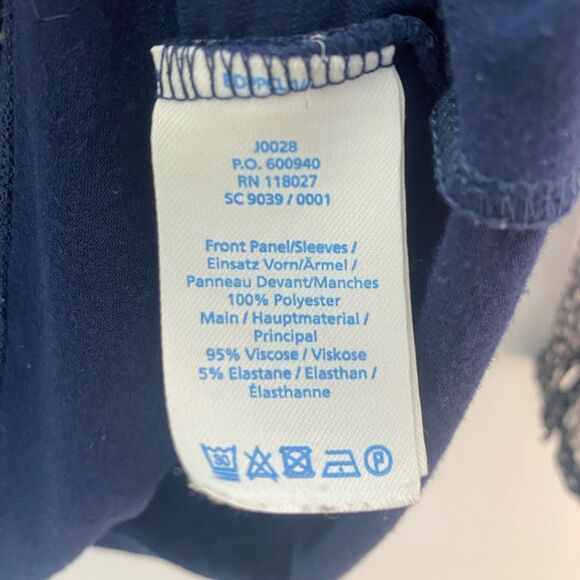 J0028
P.O. 600940
RN 118027
SC 9039 / 0001
Front Panel/Sleeves /
Einsatz Vorn/Ärmel /
Panneau Devant/Manches
100% Polyester
Main / Hauptmaterial /
Principal
95% Viscose / Viskose
5% Elastane / Elasthan /
Élasthanne
30
P